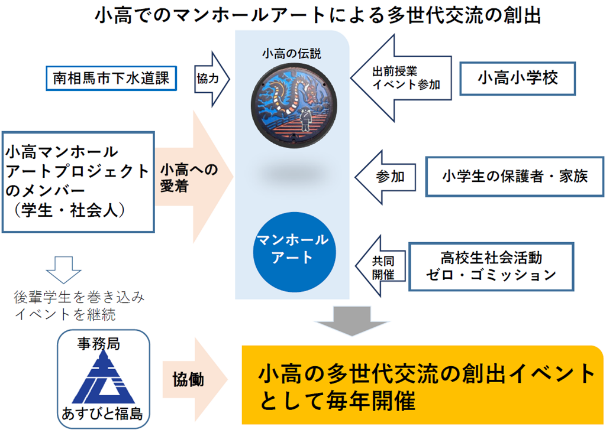 小高でのマンホールアートによる多世代交流の創出
小高の伝説
南相馬市下水道課
協力
出前授業
イベント参加
小高小学校
小高マンホール
アートプロジェクト
のメンバー
（学生・社会人）
小高への
愛着
参加
小学生の保護者・家族
マンホール
アート
共同
開催
高校生社会活動
ゼロ・ゴミッション
後輩学生を巻き込み
イベントを継続
事務局
あすびと福島
協働
小高の多世代交流の創出イベント
として毎年開催